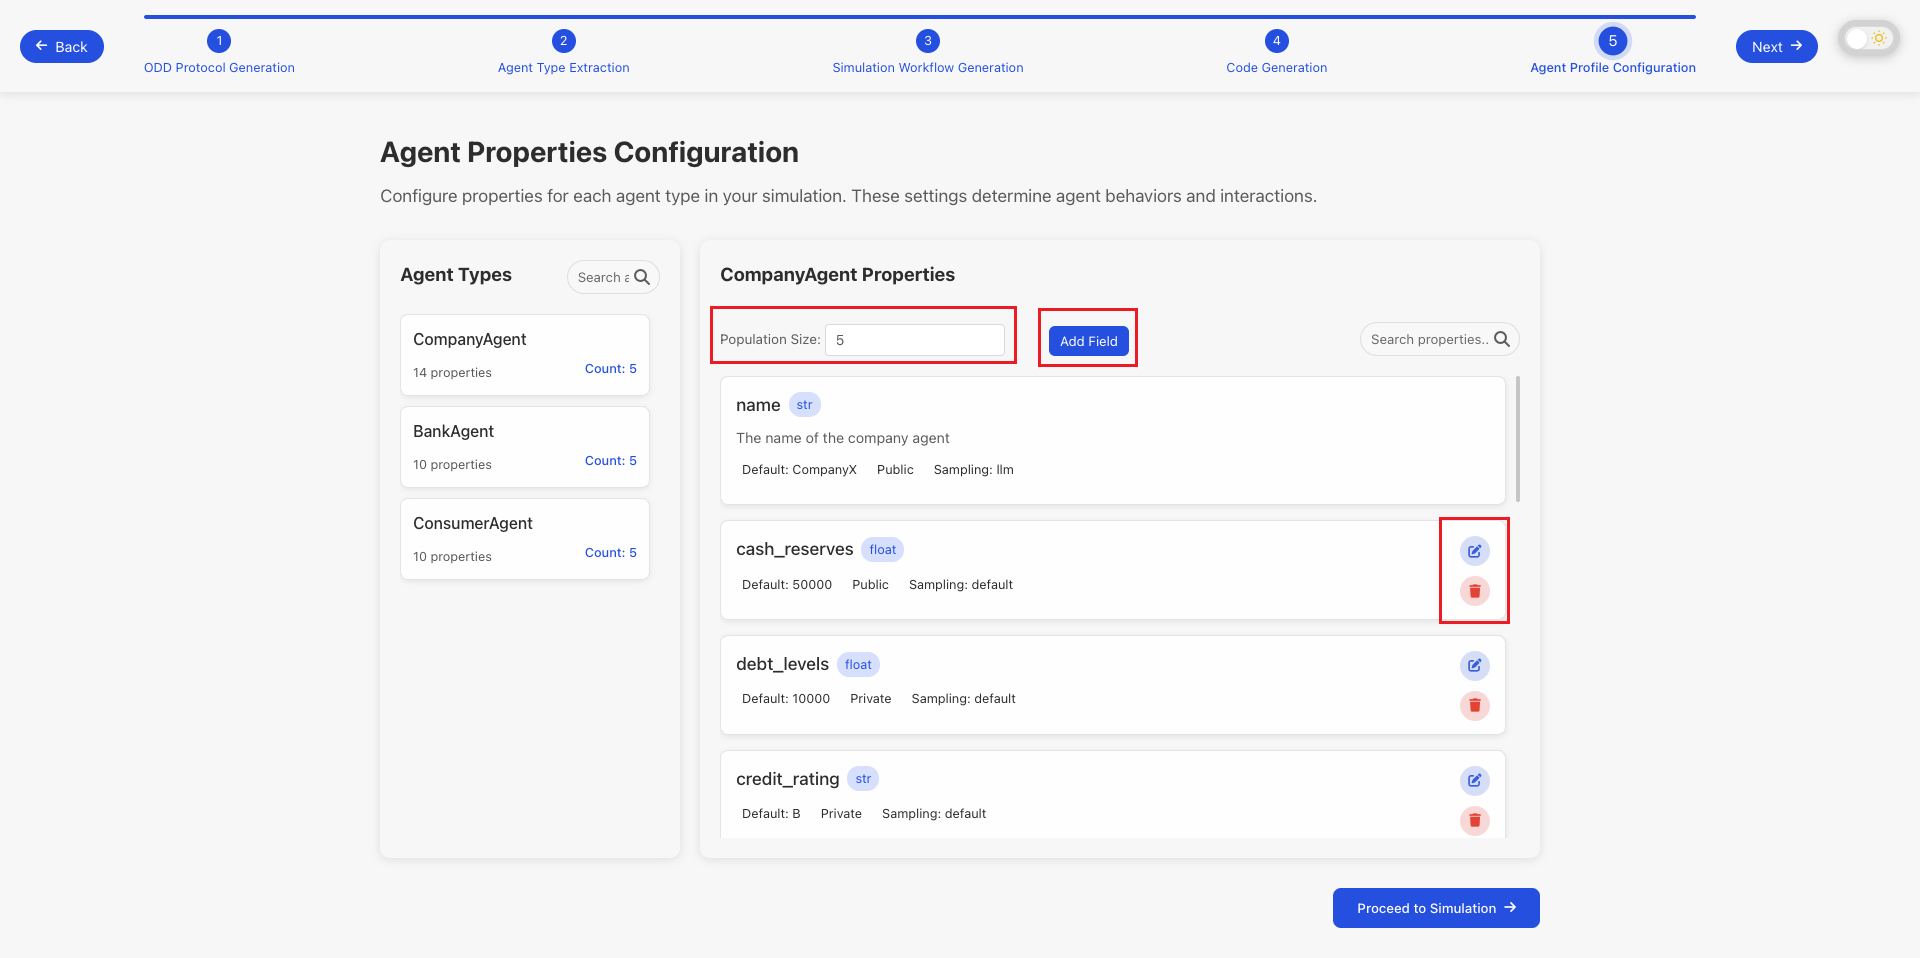 Back
1
ODD Protocol Generation
2
Agent Type Extraction
3
Simulation Workflow Generation
4
Code Generation
5
Agent Profile Configuration
Next
Agent Properties Configuration
Configure properties for each agent type in your simulation. These settings determine agent behaviors and interactions.
Agent Types
Search a
CompanyAgent
14 properties
Count: 5
BankAgent
10 properties
Count: 5
ConsumerAgent
10 properties
Count: 5
CompanyAgent Properties
Population Size: 5
Add Field
Search properties..
name str
The name of the company agent
Default: CompanyX Public Sampling: llm
cash_reserves float
Default: 50000 Public Sampling: default
debt_levels float
Default: 10000 Private Sampling: default
credit_rating str
Default: B Private Sampling: default
Proceed to Simulation